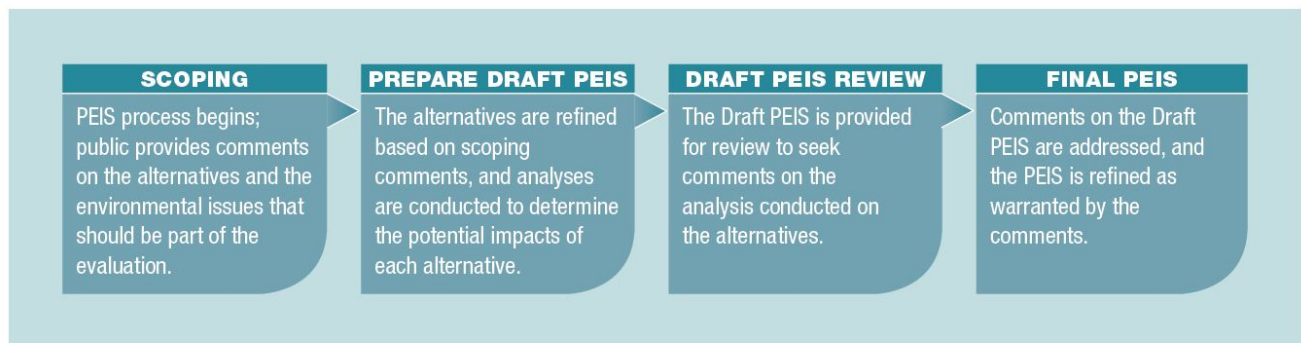 SCOPING
PEIS process begins;
public provides comments
on the alternatives and the
environmental issues that
should be part of the
evaluation.
PREPARE DRAFT PEIS
The alternatives are refined
based on scoping
comments, and analyses
are conducted to determine
the potential impacts of
each alternative.
DRAFT PEIS REVIEW
The Draft PEIS is provided
for review to seek
comments on the
analysis conducted on
the alternatives.
FINAL PEIS
Comments on the Draft
PEIS are addressed, and
the PEIS is refined as
warranted by the
comments.